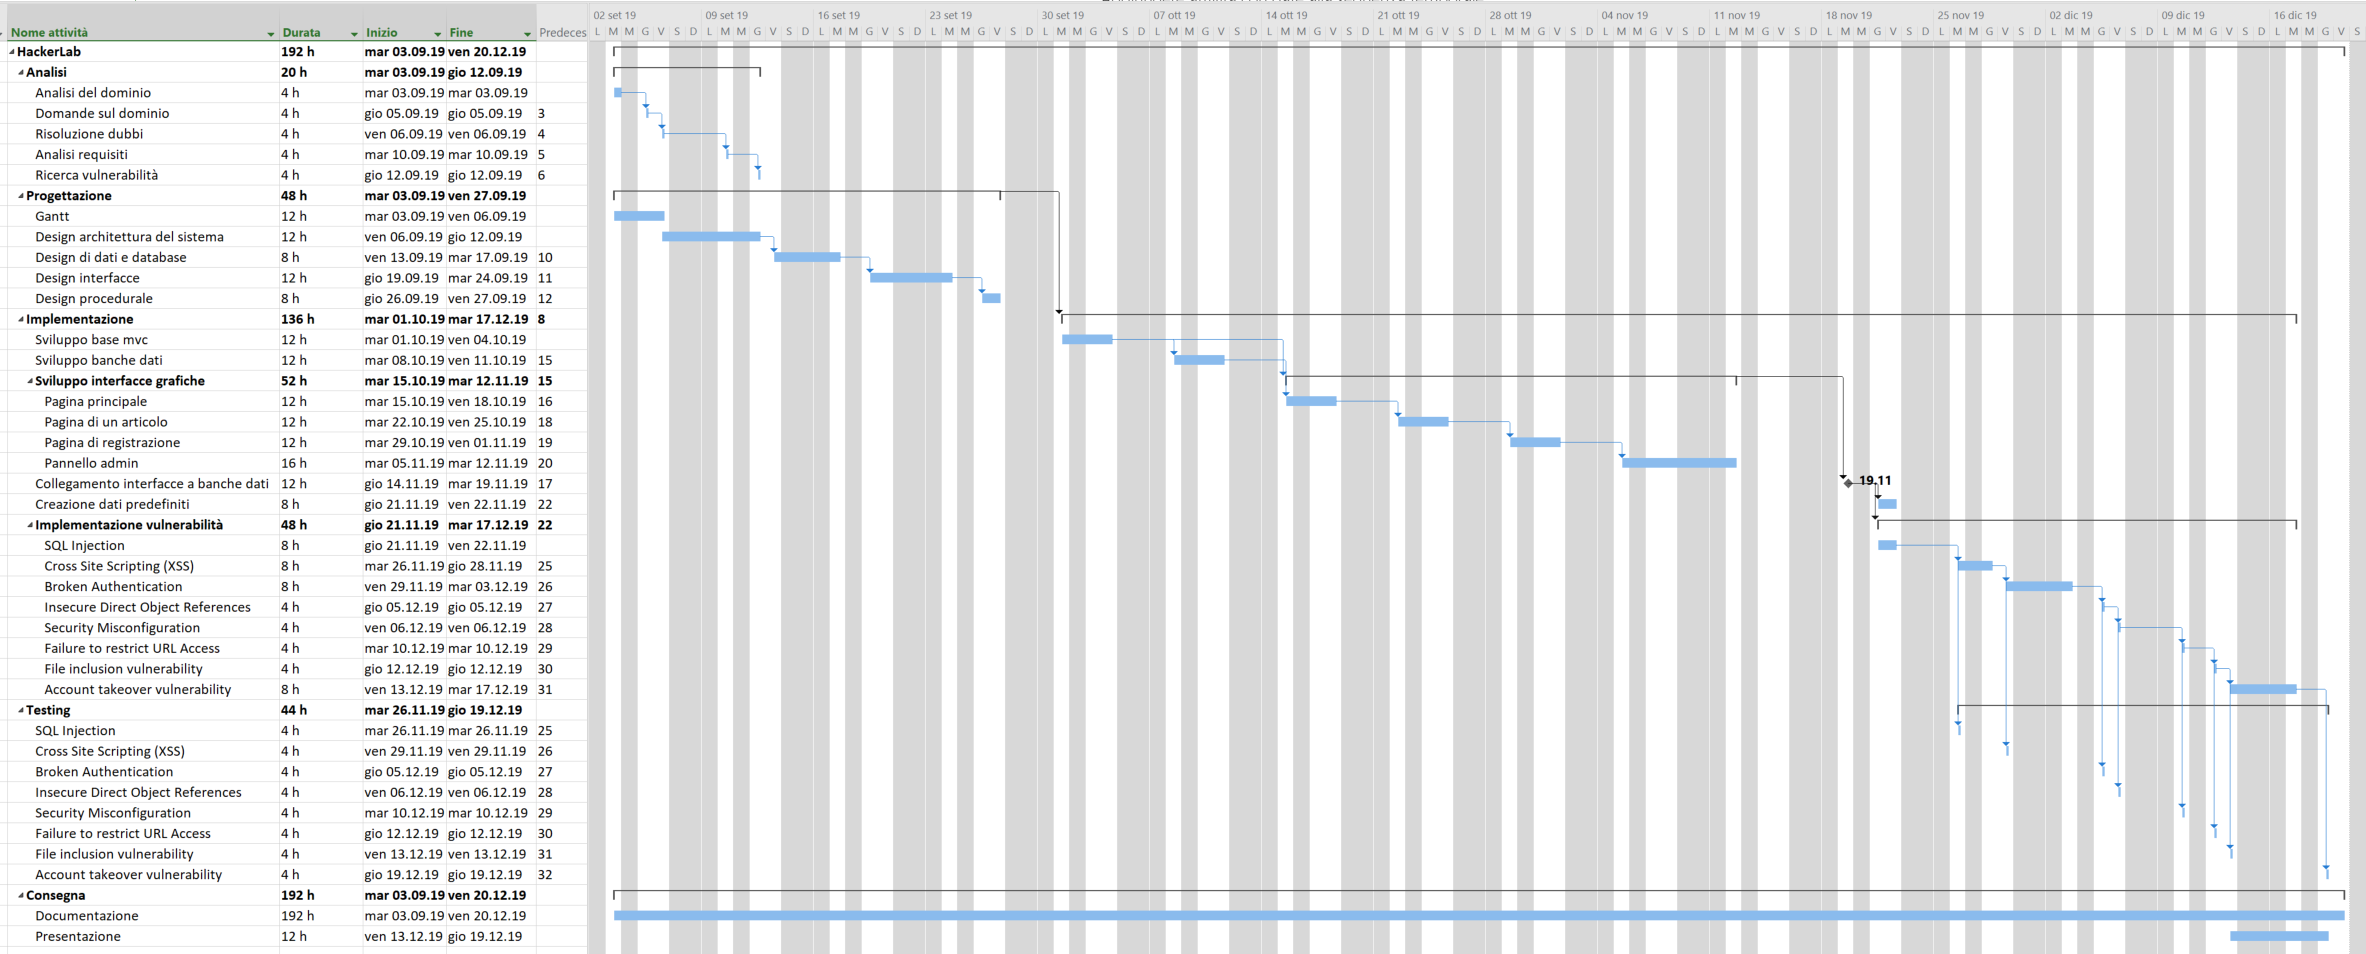 02 set 19 09 set 19 16 set 19 23 set 19 30 set 19 07 ott 19 14 ott 19 21 ott 19 28 ott 19 04 nov 19 11 nov 19 18 nov 19 25 nov 19 02 dic 19 09 dic 19 16 dic 19
Nome attività Durata Inizio Fine Predeces L M M G V S D L M M G V S D L M M G V S D L M M G V S D L M M G V S D L M M G V S D L M M G V S D L M M G V S D L M M G V S D L M M G V S D L M M G V S D L M M G V S D L M M G V S D L M M G V S D L M M G V S D L M M G V S
HackerLab 192 h mar 03.09.19 ven 20.12.19
Analisi 20 h mar 03.09.19 gio 12.09.19
Analisi del dominio 4 h mar 03.09.19 mar 03.09.19
Domande sul dominio 4 h gio 05.09.19 gio 05.09.19 3
Risoluzione dubbi 4 h ven 06.09.19 ven 06.09.19 4
Analisi requisiti 4 h mar 10.09.19 mar 10.09.19 5
Ricerca vulnerabilità 4 h gio 12.09.19 gio 12.09.19 6
Progettazione 48 h mar 03.09.19 ven 27.09.19
Gantt 12 h mar 03.09.19 ven 06.09.19
Design architettura del sistema 12 h ven 06.09.19 gio 12.09.19
Design di dati e database 8 h ven 13.09.19 mar 17.09.19 10
Design interfacce 12 h gio 19.09.19 mar 24.09.19 11
Design procedurale 8 h gio 26.09.19 ven 27.09.19 12
Implementazione 136 h mar 01.10.19 mar 17.12.19 8
Sviluppo base mvc 12 h mar 01.10.19 ven 04.10.19
Sviluppo banche dati 12 h mar 08.10.19 ven 11.10.19 15
Sviluppo interfacce grafiche 52 h mar 15.10.19 mar 12.11.19 15
Pagina principale 12 h mar 15.10.19 ven 18.10.19 16
Pagina di un articolo 12 h mar 22.10.19 ven 25.10.19 18
Pagina di registrazione 12 h mar 29.10.19 ven 01.11.19 19
Pannello admin 16 h mar 05.11.19 mar 12.11.19 20
Collegamento interfacce a banche dati 12 h gio 14.11.19 mar 19.11.19 17 19.11
Creazione dati predefiniti 8 h gio 21.11.19 ven 22.11.19 22
Implementazione vulnerabilità 48 h gio 21.11.19 mar 17.12.19 22
SQL Injection 8 h gio 21.11.19 ven 22.11.19
Cross Site Scripting (XSS) 8 h mar 26.11.19 gio 28.11.19 25
Broken Authentication 8 h ven 29.11.19 mar 03.12.19 26
Insecure Direct Object References 4 h gio 05.12.19 gio 05.12.19 27
Security Misconfiguration 4 h ven 06.12.19 ven 06.12.19 28
Failure to restrict URL Access 4 h mar 10.12.19 mar 10.12.19 29
File inclusion vulnerability 4 h gio 12.12.19 gio 12.12.19 30
Account takeover vulnerability 8 h ven 13.12.19 mar 17.12.19 31
Testing 44 h mar 26.11.19 gio 19.12.19
SQL Injection 4 h mar 26.11.19 mar 26.11.19 25
Cross Site Scripting (XSS) 4 h ven 29.11.19 ven 29.11.19 26
Broken Authentication 4 h gio 05.12.19 gio 05.12.19 27
Insecure Direct Object References 4 h ven 06.12.19 ven 06.12.19 28
Security Misconfiguration 4 h mar 10.12.19 mar 10.12.19 29
Failure to restrict URL Access 4 h gio 12.12.19 gio 12.12.19 30
File inclusion vulnerability 4 h ven 13.12.19 ven 13.12.19 31
Account takeover vulnerability 4 h gio 19.12.19 gio 19.12.19 32
Consegna 192 h mar 03.09.19 ven 20.12.19
Documentazione 192 h mar 03.09.19 ven 20.12.19
Presentazione 12 h ven 13.12.19 gio 19.12.19